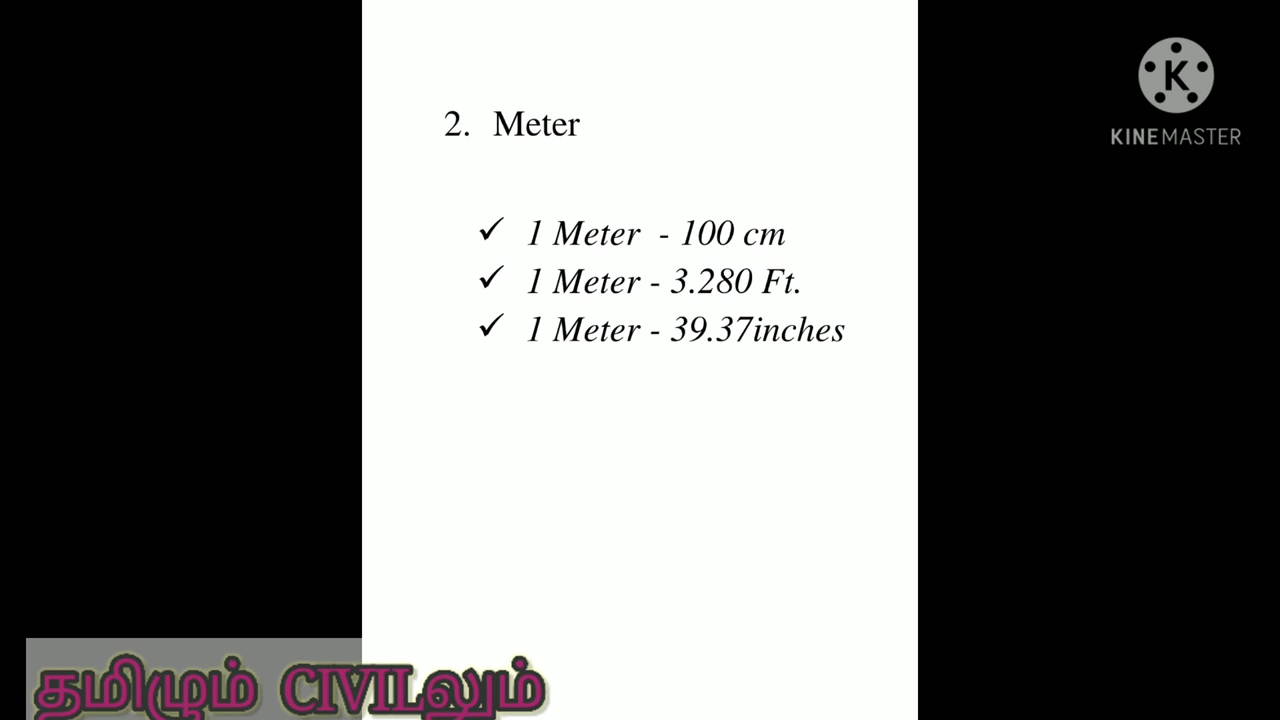 2. Meter
✓ 1 Meter - 100 cm
✓ 1 Meter - 3.280 Ft.
✓ 1 Meter - 39.37inches
K
KINEMASTER
தமிழும் CIVILலும்